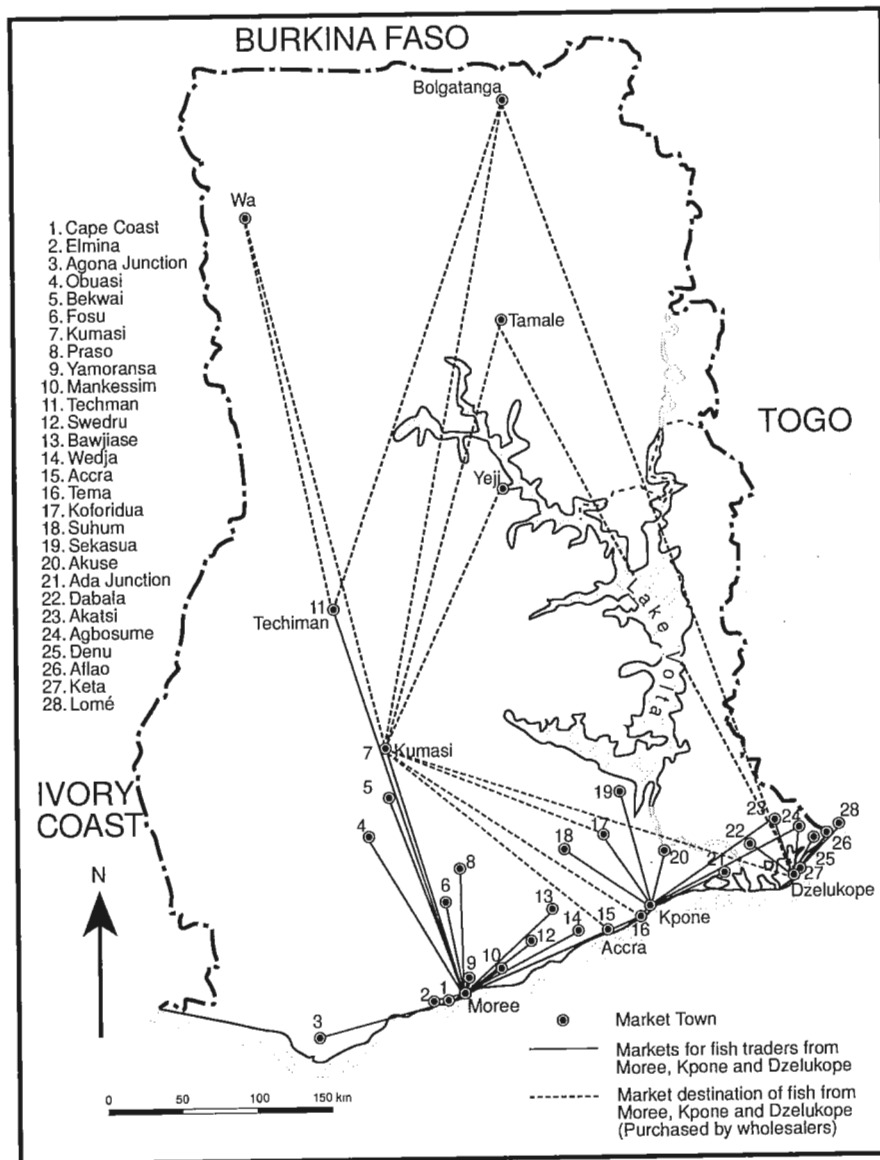 BURKINA FASO
Bolgatanga
Wa
1. Cape Coast
2. Elmina
3. Agona Junction
4. Obuasi
5. Bekwai
6. Fosu
7. Kumasi
8. Praso
9. Yamoransa
10. Mankessim
11. Techman
12. Swedru
13. Bawjiase
14. Wedja
15. Accra
16. Tema
17. Koforidua
18. Suhum
19. Sekasua
20. Akuse
21. Ada Junction
22. Dabala
23. Akatsi
24. Agbosume
25. Denu
26. Aflao
27. Keta
28. Lomé
Tamale
TOGO
Yeji
Lake Volta
11
Techiman
7 Kumasi
IVORY
COAST
5
4
19
17
18
20
23
24
28
22
26
21
25
27
Dzelukope
8
6
13
14
15
16
Kpone
Accra
12
10
9
2
1
Moree
3
N
Market Town
Markets for fish traders from
Moree, Kpone and Dzelukope
Market destination of fish from
Moree, Kpone and Dzelukope
(Purchased by wholesalers)
0 50 100 150 km